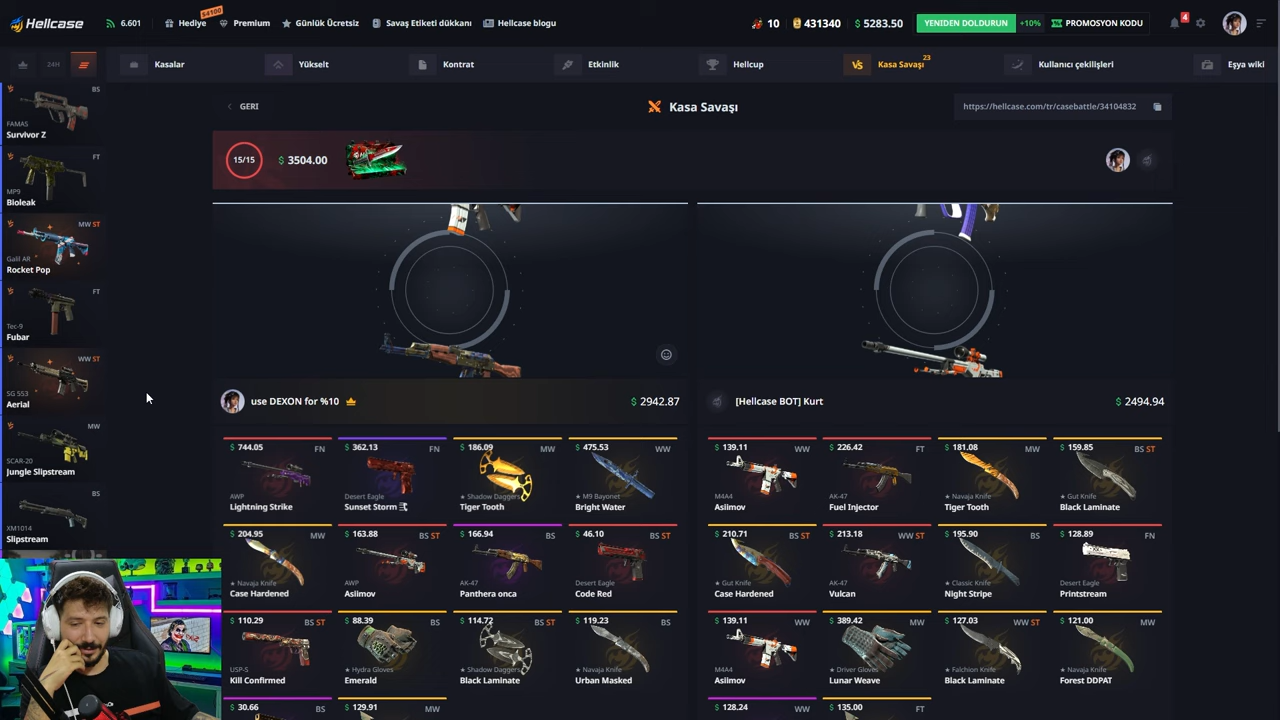 Hellcase
6.601
Hediye
$4100
Premium
Günlük Ücretsiz
Savaş Etiketi dükkanı
Hellcase blogu
10
431340
$ 5283.50
YENİDEN DOLDURUN
+10%
PROMOSYON KODU
4
24H
Kasalar
Yükselt
Kontrat
Etkinlik
Hellcup
VS
Kasa Savaşı
23
Kullanıcı çekilişleri
Eşya wiki
GERİ
Kasa Savaşı
https://hellcase.com/tr/casebattle/34104832
15/15
$ 3504.00
BS
FAMAS
Survivor Z
FT
MP9
Bioleak
MW ST
Galil AR
Rocket Pop
FT
Tec-9
Fubar
WW ST
SG 553
Aerial
MW
SCAR-20
Jungle Slipstream
BS
XM1014
Slipstream
use DEXON for %10
$ 2942.87
$ 744.05 FN
AWP
Lightning Strike
$ 362.13 FN
Desert Eagle
Sunset Storm 弐
$ 186.09 MW
★ Shadow Daggers
Tiger Tooth
$ 475.53 WW
★ M9 Bayonet
Bright Water
$ 204.95 MW
★ Navaja Knife
Case Hardened
$ 163.88 BS ST
AWP
Asiimov
$ 166.94 BS
AK-47
Panthera onca
$ 46.10 BS ST
Desert Eagle
Code Red
$ 110.29 BS ST
USP-S
Kill Confirmed
$ 88.39 BS
★ Hydra Gloves
Emerald
$ 114.72 BS ST
★ Shadow Daggers
Black Laminate
$ 119.23 BS
★ Navaja Knife
Urban Masked
$ 30.66 BS
$ 129.91 MW
[Hellcase BOT] Kurt
$ 2494.94
$ 139.11 WW
M4A4
Asiimov
$ 226.42 FT
AK-47
Fuel Injector
$ 181.08 MW
★ Navaja Knife
Tiger Tooth
$ 159.85 BS ST
★ Gut Knife
Black Laminate
$ 210.71 BS ST
★ Gut Knife
Case Hardened
$ 213.18 WW ST
AK-47
Vulcan
$ 195.90 BS
★ Classic Knife
Night Stripe
$ 128.89 FN
Desert Eagle
Printstream
$ 139.11 WW
M4A4
Asiimov
$ 389.42 MW
★ Driver Gloves
Lunar Weave
$ 127.03 WW ST
★ Falchion Knife
Black Laminate
$ 121.00 MW
★ Navaja Knife
Forest DDPAT
$ 128.24 WW
$ 135.00 FT